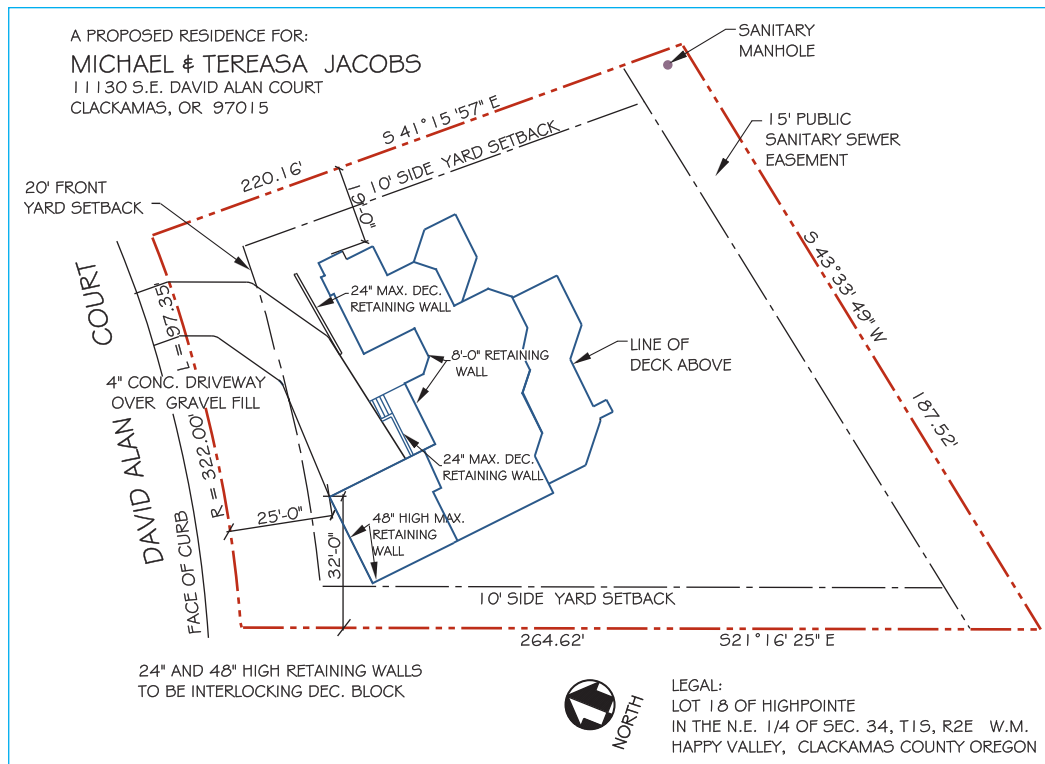 A PROPOSED RESIDENCE FOR:
MICHAEL & TEREASA JACOBS
11130 S.E. DAVID ALAN COURT
CLACKAMAS, OR 97015
SANITARY
MANHOLE
15' PUBLIC
SANITARY SEWER
EASEMENT
S 41°15 '57" E
220.16'
10' SIDE YARD SETBACK
19'-0"
20' FRONT
YARD SETBACK
S 43°33' 49" W
187.52'
24" MAX. DEC.
RETAINING WALL
8'-0" RETAINING
WALL
LINE OF
DECK ABOVE
DAVID ALAN COURT
L = 97.35'
R = 322.00'
4" CONC. DRIVEWAY
OVER GRAVEL FILL
24" MAX. DEC.
RETAINING WALL
25'-0"
48" HIGH MAX.
RETAINING
WALL
32'-0"
FACE OF CURB
10' SIDE YARD SETBACK
264.62'
S21°16' 25" E
24" AND 48" HIGH RETAINING WALLS
TO BE INTERLOCKING DEC. BLOCK
NORTH
LEGAL:
LOT 18 OF HIGHPOINTE
IN THE N.E. 1/4 OF SEC. 34, T1S, R2E W.M.
HAPPY VALLEY, CLACKAMAS COUNTY OREGON